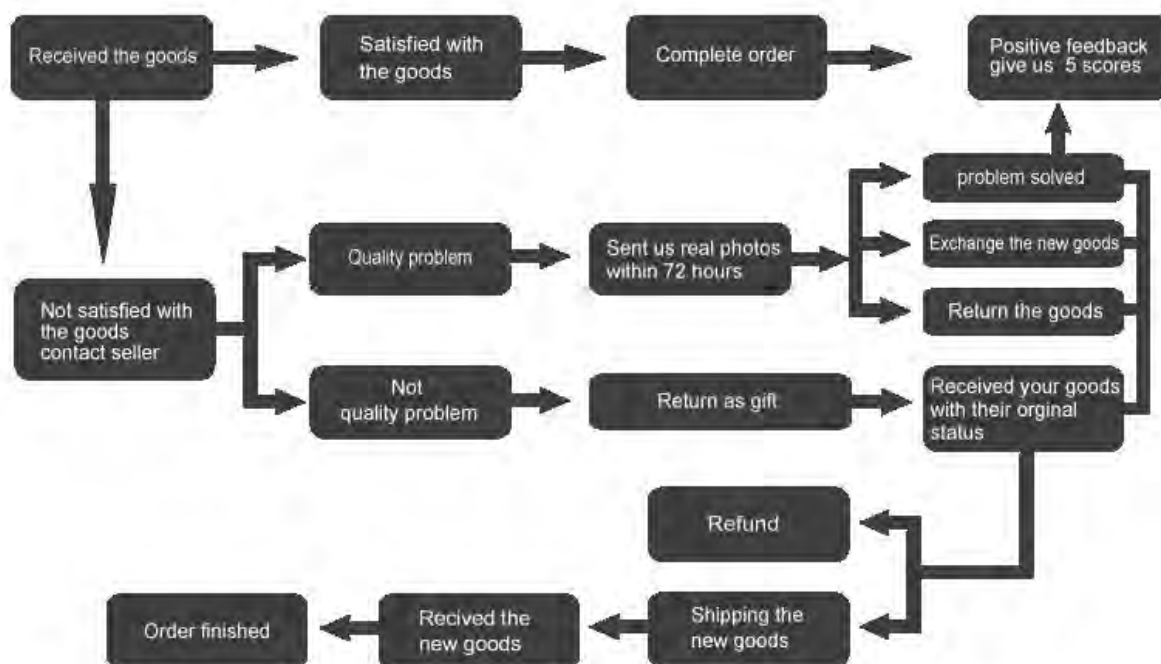 Received the goods
Satisfied with
the goods
Complete order
Positive feedback
give us 5 scores
problem solved
Quality problem
Sent us real photos
within 72 hours
Exchange the new goods
Not satisfied with
the goods
contact seller
Return the goods
Not
quality problem
Return as gift
Received your goods
with their orginal
status
Refund
Order finished
Recived the
new goods
Shipping the
new goods